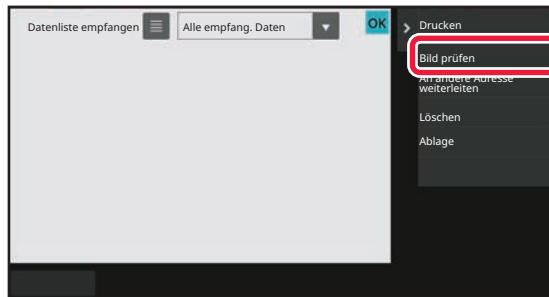 Datenliste empfangen
Alle empfang. Daten
OK
Drucken
Bild prüfen
An andere Adresse
weiterleiten
Löschen
Ablage